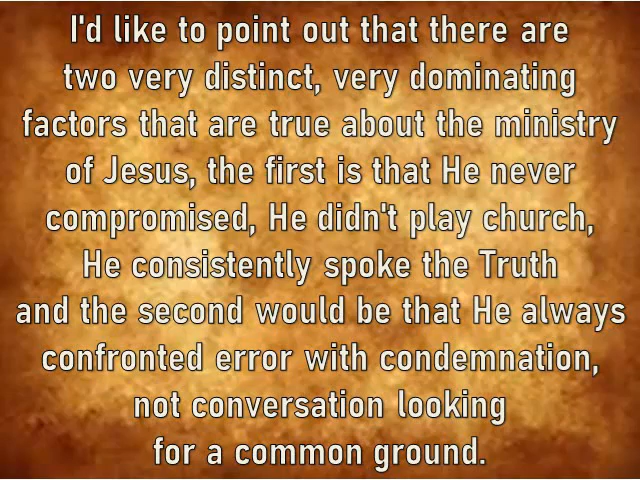 I'd like to point out that there are
two very distinct, very dominating
factors that are true about the ministry
of Jesus, the first is that He never
compromised, He didn't play church,
He consistently spoke the Truth
and the second would be that He always
confronted error with condemnation,
not conversation looking
for a common ground.